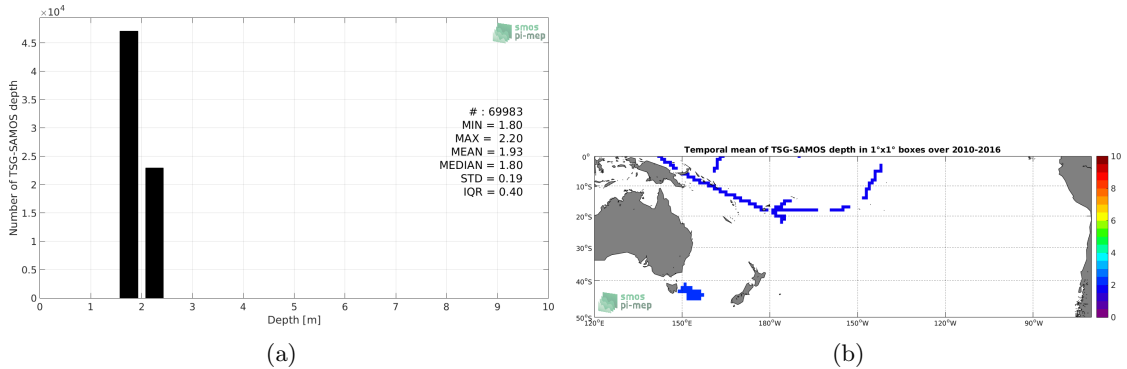 ×10⁴
smos
pi-mep
4.5
4
3.5
3
2.5
2
1.5
1
0.5
0
Number of TSG-SAMOS depth
# : 69983
MIN = 1.80
MAX = 2.20
MEAN = 1.93
MEDIAN = 1.80
STD = 0.19
IQR = 0.40
0 1 2 3 4 5 6 7 8 9 10
Depth [m]
(a)
Temporal mean of TSG-SAMOS depth in 1°x1° boxes over 2010-2016
0°
10°S
20°S
30°S
40°S
50°S
smos
pi-mep
120°E 150°E 180°W 150°W 120°W 90°W
10
8
6
4
2
0
(b)